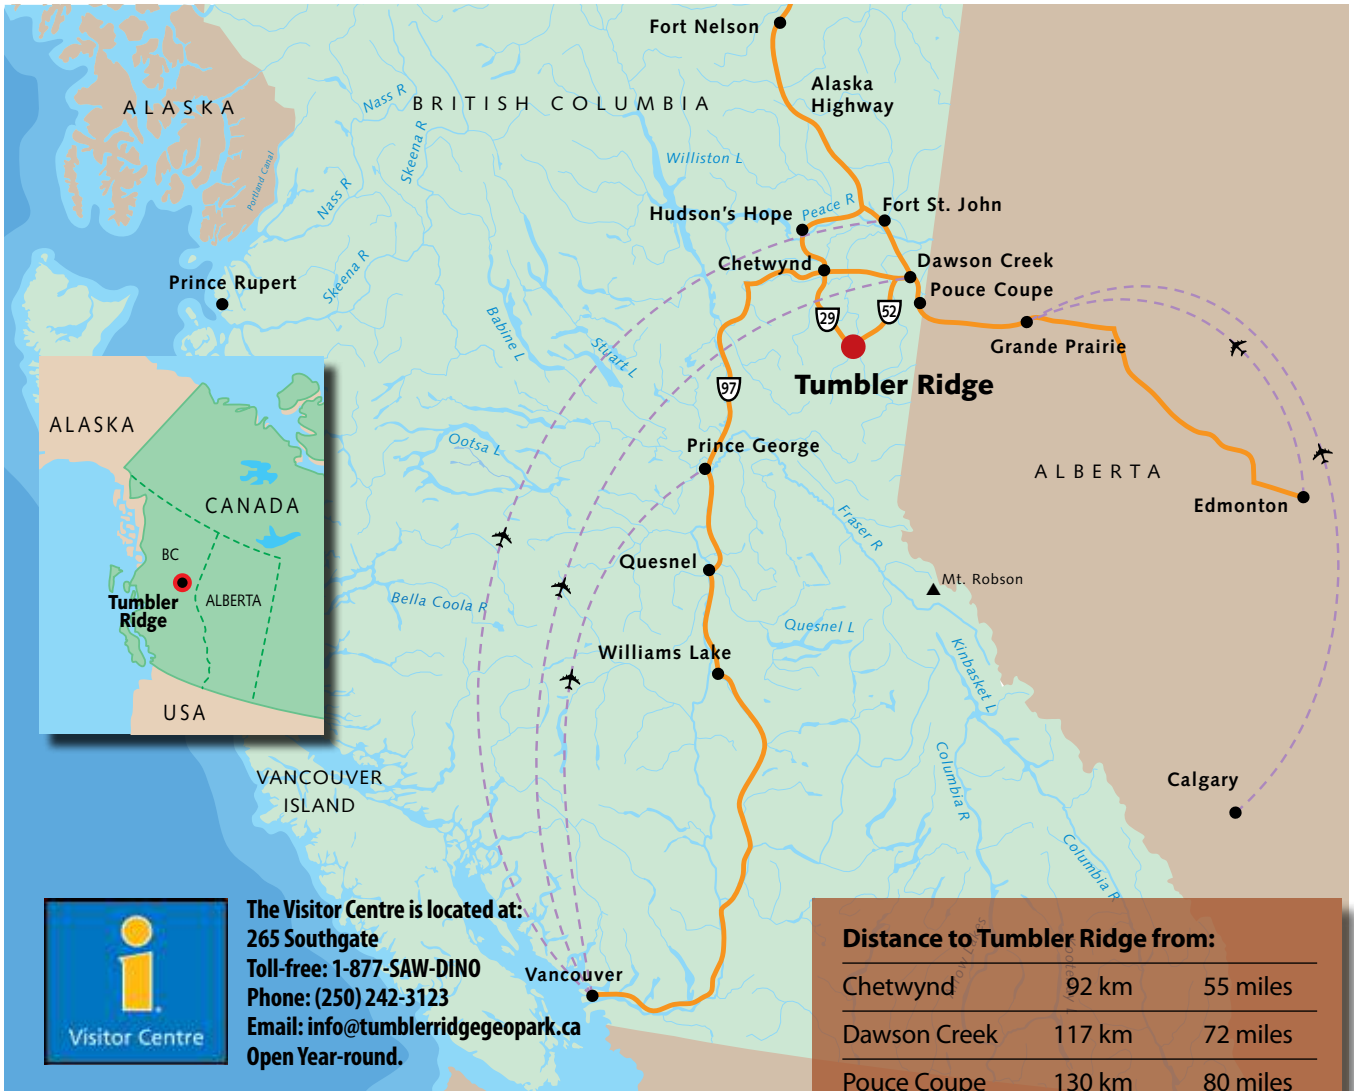 Fort Nelson
Alaska
Highway
ALASKA
BRITISH COLUMBIA
Nass R
Skeena R
Portland Canal
Williston L
Nass R
Hudson's Hope
Peace R
Fort St. John
Chetwynd
Dawson Creek
Pouce Coupe
Prince Rupert
Skeena R
Babine L
Stuart L
29
52
Grande Prairie
Tumbler Ridge
97
ALASKA
CANADA
BC
Tumbler
Ridge
ALBERTA
USA
Ootsa L
Prince George
ALBERTA
Edmonton
Fraser R
Quesnel
Mt. Robson
Bella Coola R
Quesnel L
Williams Lake
Kinbasket L
Columbia R
Calgary
VANCOUVER
ISLAND
Columbia R
Vancouver
i
Visitor Centre
The Visitor Centre is located at:
265 Southgate
Toll-free: 1-877-SAW-DINO
Phone: (250) 242-3123
Email: info@tumblerridgegeopark.ca
Open Year-round.
Distance to Tumbler Ridge from:
Chetwynd 92 km 55 miles
Dawson Creek 117 km 72 miles
Pouce Coupe 130 km 80 miles